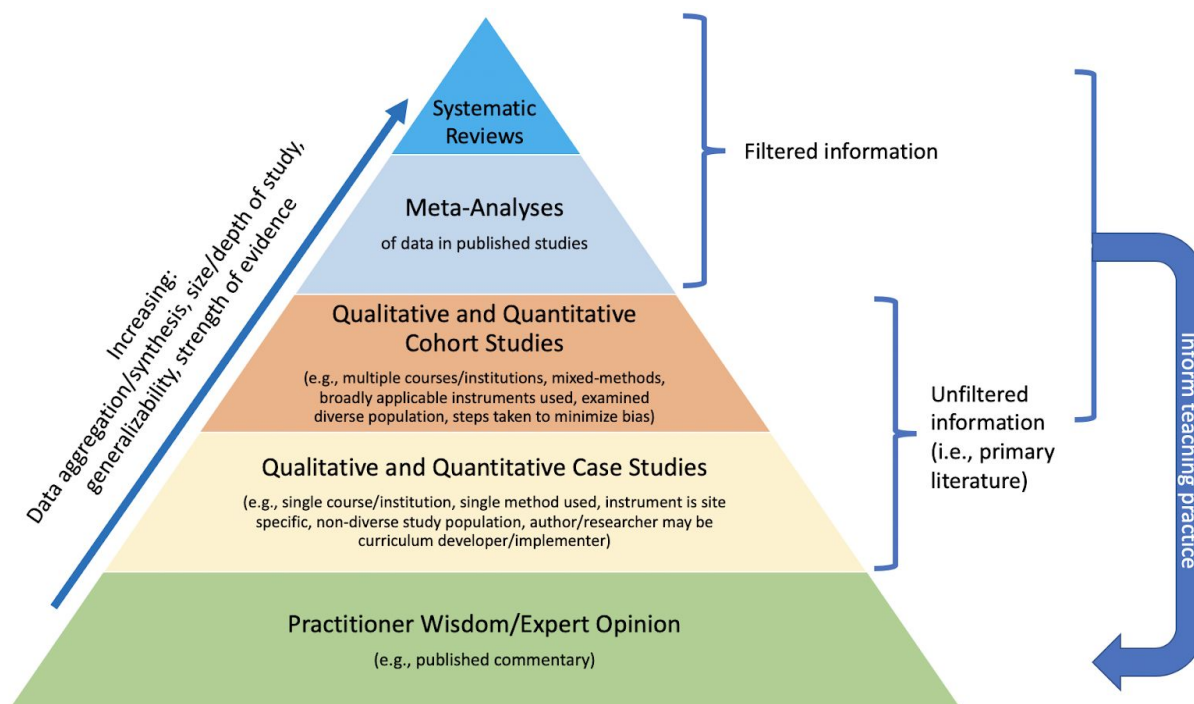 Systematic
Reviews
Meta-Analyses
of data in published studies
Qualitative and Quantitative
Cohort Studies
(e.g., multiple courses/institutions, mixed-methods,
broadly applicable instruments used, examined
diverse population, steps taken to minimize bias)
Qualitative and Quantitative Case Studies
(e.g., single course/institution, single method used, instrument is site
specific, non-diverse study population, author/researcher may be
curriculum developer/implementer)
Practitioner Wisdom/Expert Opinion
(e.g., published commentary)
Increasing:
Data aggregation/synthesis, size/depth of study,
generalizability, strength of evidence
Filtered information
Unfiltered
information
(i.e., primary
literature)
Inform teaching practice